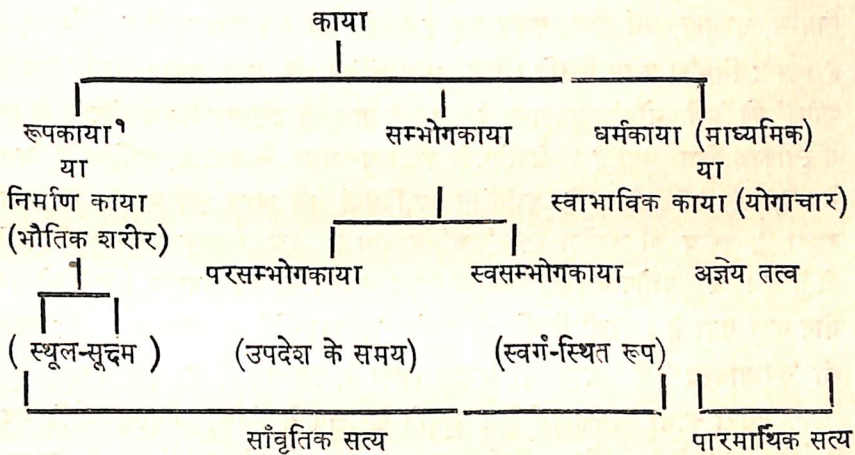 काया
रूपकाया¹ सम्भोगकाया धर्मकाया (माध्यमिक)
या या
निर्माण काया स्वाभाविक काया (योगाचार)
(भौतिक शरीर)
परसम्भोगकाया स्वसम्भोगकाया अज्ञेय तत्व
( स्थूल-सूक्ष्म ) (उपदेश के समय) (स्वर्ग-स्थित रूप)
सांवृतिक सत्य पारमार्थिक सत्य